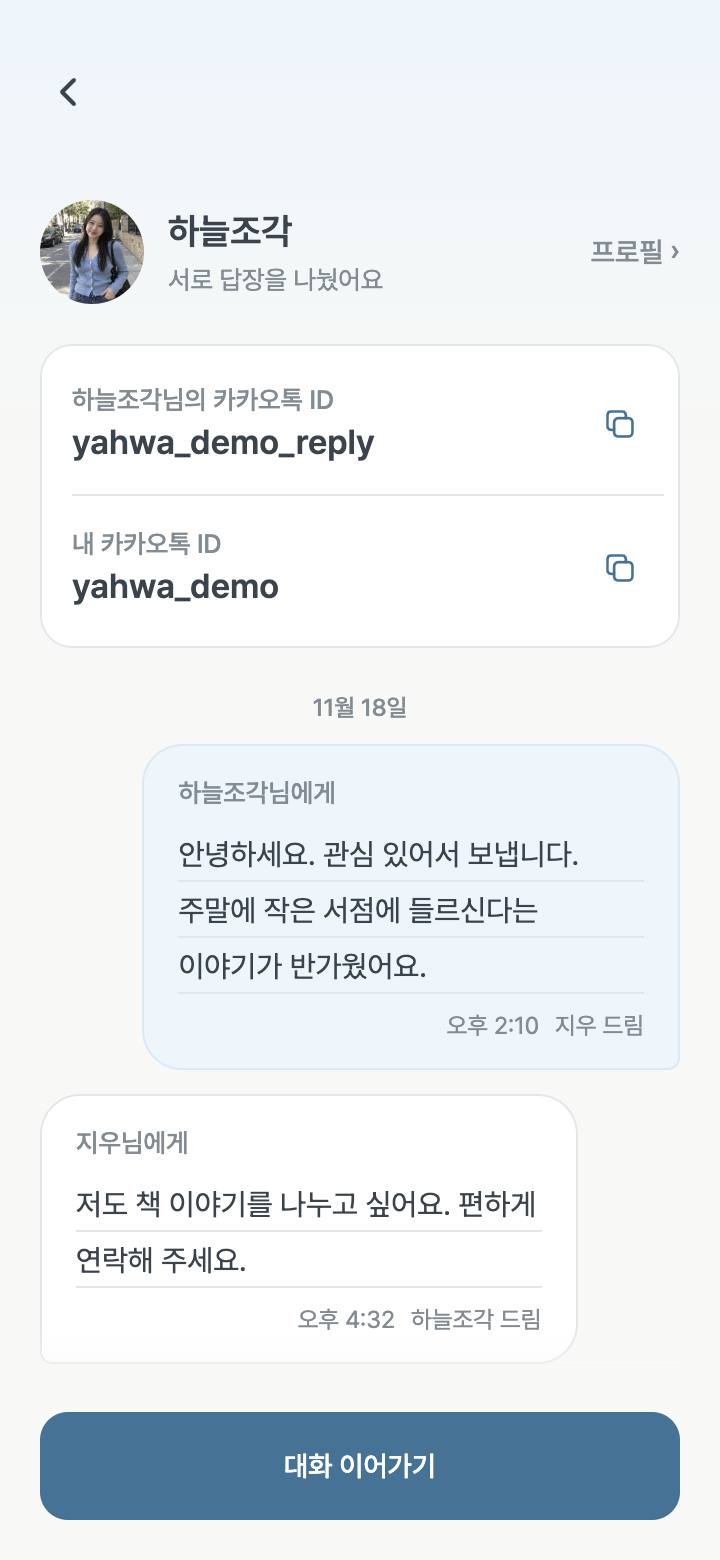 하늘조각
서로 답장을 나눴어요
프로필 ›
하늘조각님의 카카오톡 ID
yahwa_demo_reply
내 카카오톡 ID
yahwa_demo
11월 18일
하늘조각님에게
안녕하세요. 관심 있어서 보냅니다.
주말에 작은 서점에 들르신다는
이야기가 반가웠어요.
오후 2:10 지우 드림
지우님에게
저도 책 이야기를 나누고 싶어요. 편하게
연락해 주세요.
오후 4:32 하늘조각 드림
대화 이어가기